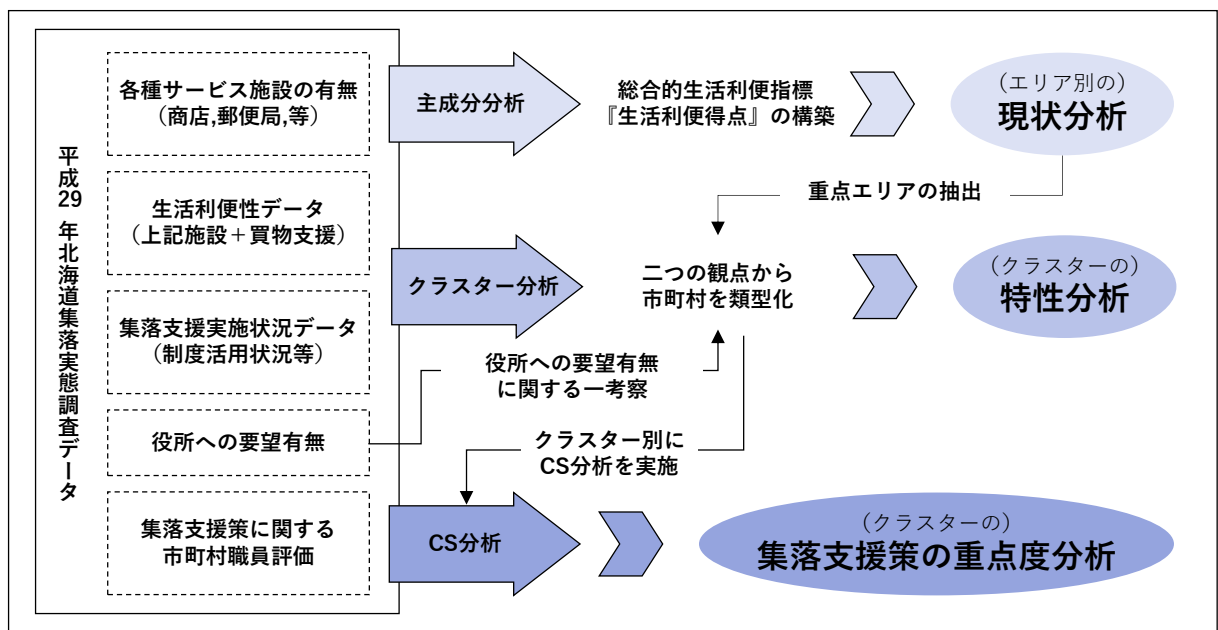 平成29年北海道集落実態調査データ
各種サービス施設の有無
（商店,郵便局,等）
主成分分析
総合的生活利便指標
『生活利便得点』の構築
（エリア別の）
現状分析
重点エリアの抽出
生活利便性データ
（上記施設＋買物支援）
集落支援実施状況データ
（制度活用状況等）
クラスター分析
二つの観点から
市町村を類型化
（クラスターの）
特性分析
役所への要望有無
に関する一考察
役所への要望有無
クラスター別に
CS分析を実施
集落支援策に関する
市町村職員評価
CS分析
（クラスターの）
集落支援策の重点度分析